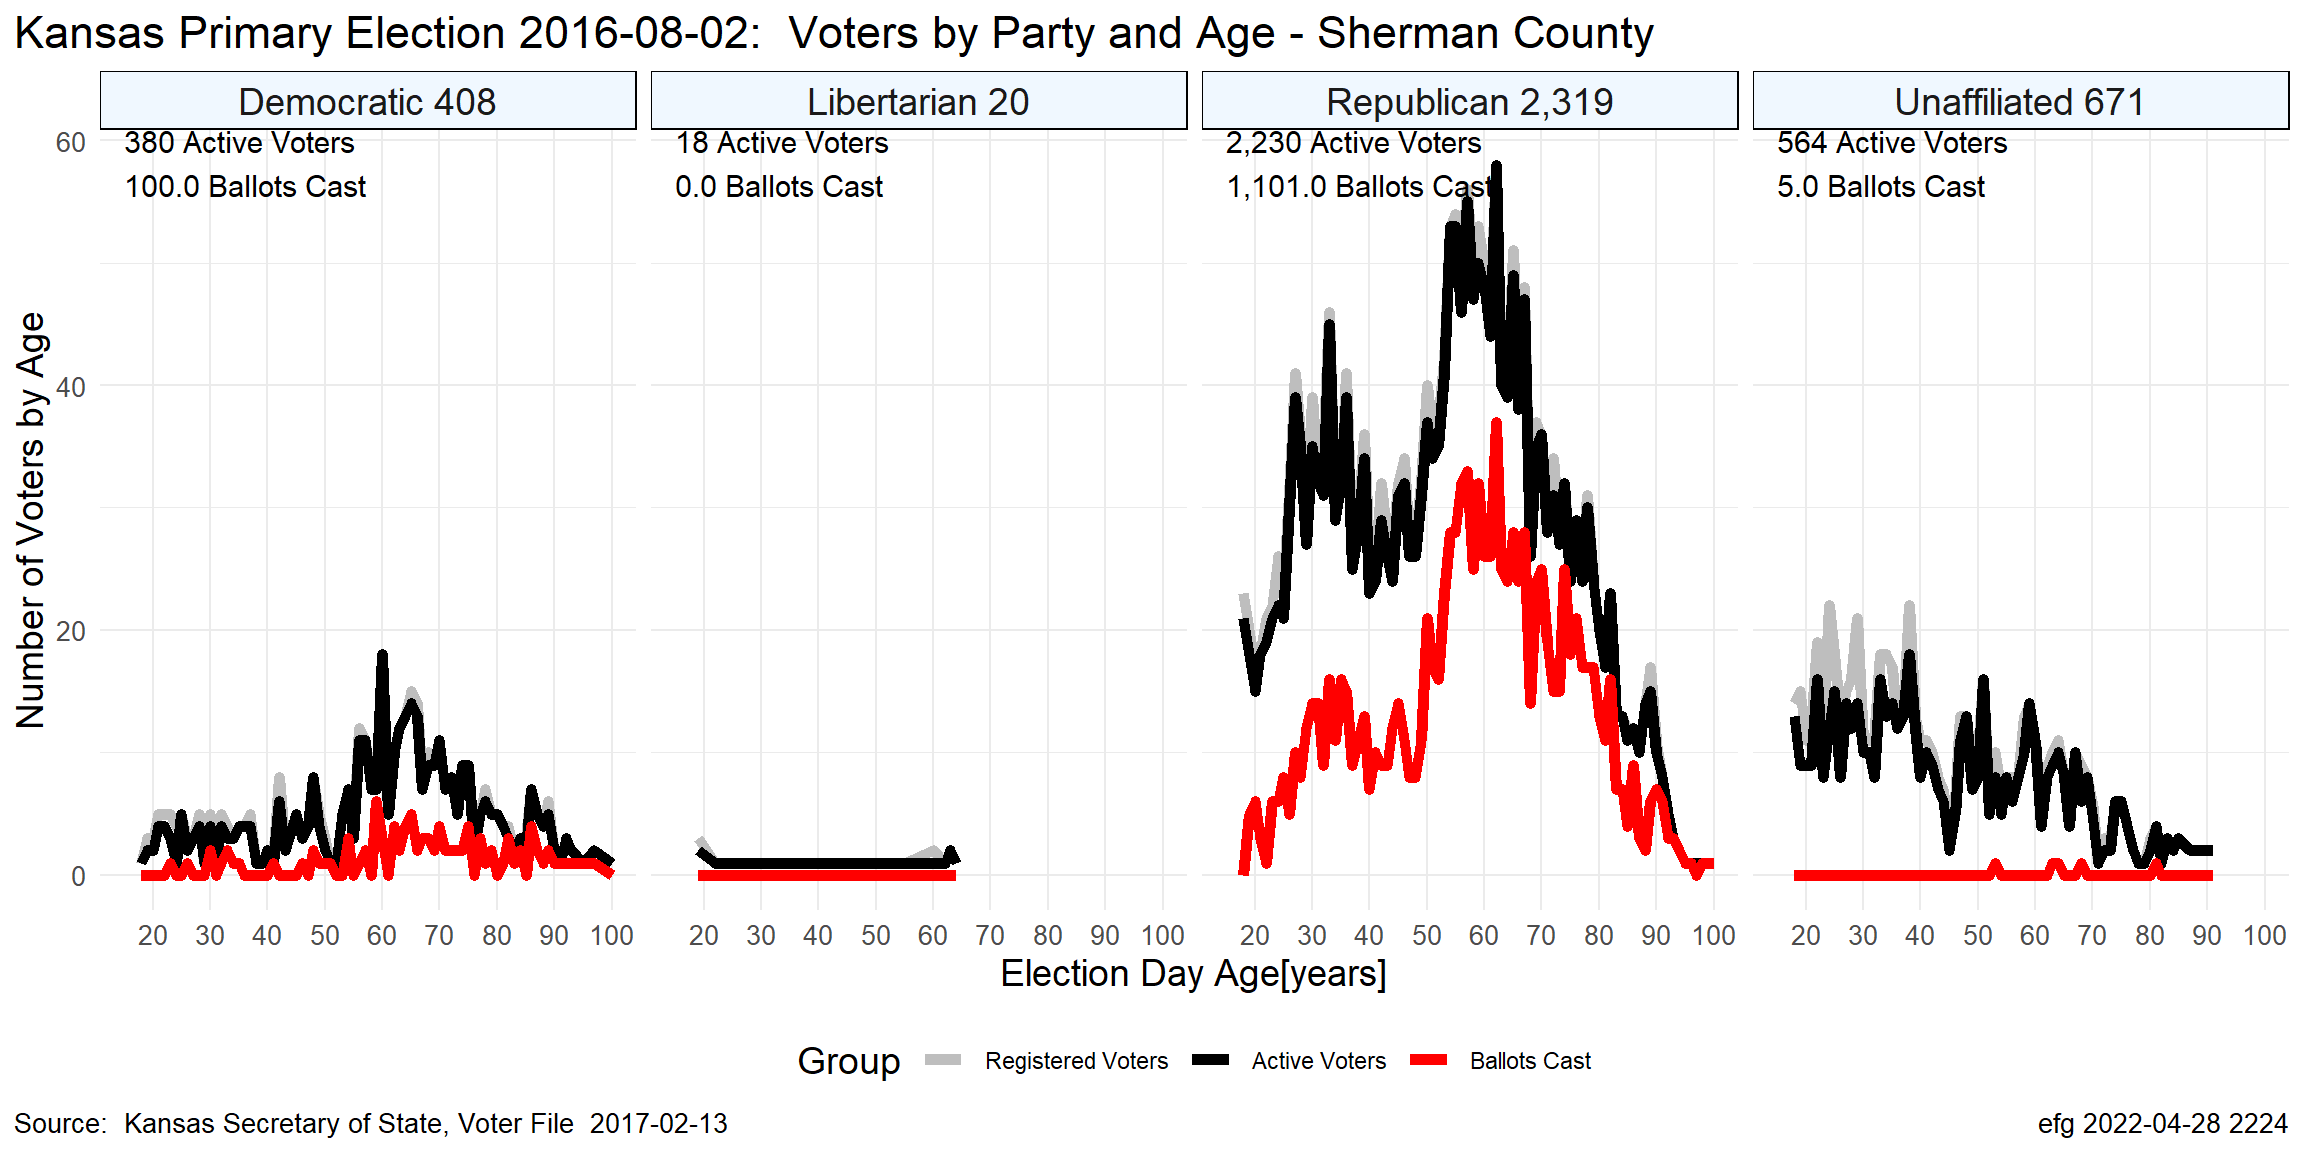 Kansas Primary Election 2016-08-02:  Voters by Party and Age - Sherman County
Democratic 408
Libertarian 20
Republican 2,319
Unaffiliated 671
380 Active Voters
100.0 Ballots Cast
18 Active Voters
0.0 Ballots Cast
2,230 Active Voters
1,101.0 Ballots Cast
564 Active Voters
5.0 Ballots Cast
Number of Voters by Age
60
40
20
0
20 30 40 50 60 70 80 90 100
20 30 40 50 60 70 80 90 100
20 30 40 50 60 70 80 90 100
20 30 40 50 60 70 80 90 100
Election Day Age[years]
Group Registered Voters Active Voters Ballots Cast
Source:  Kansas Secretary of State, Voter File  2017-02-13
efg 2022-04-28 2224